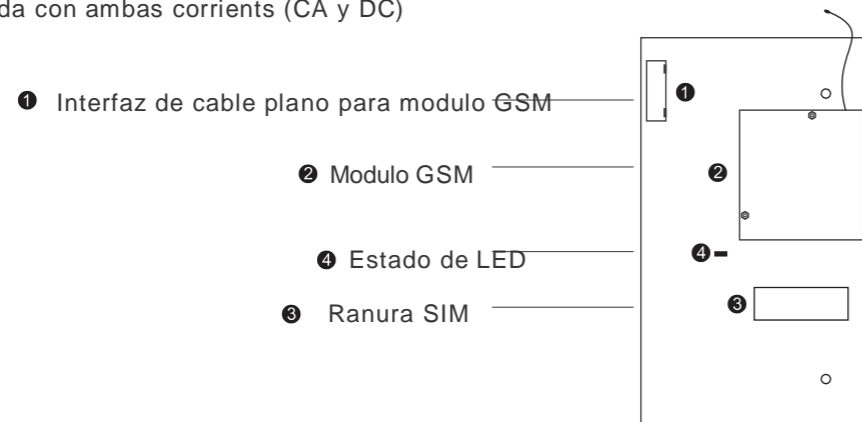 da con ambas corrients (CA y DC)
❶ Interfaz de cable plano para modulo GSM
❶
❷ Modulo GSM
❷
❹ Estado de LED
❹
❸ Ranura SIM
❸